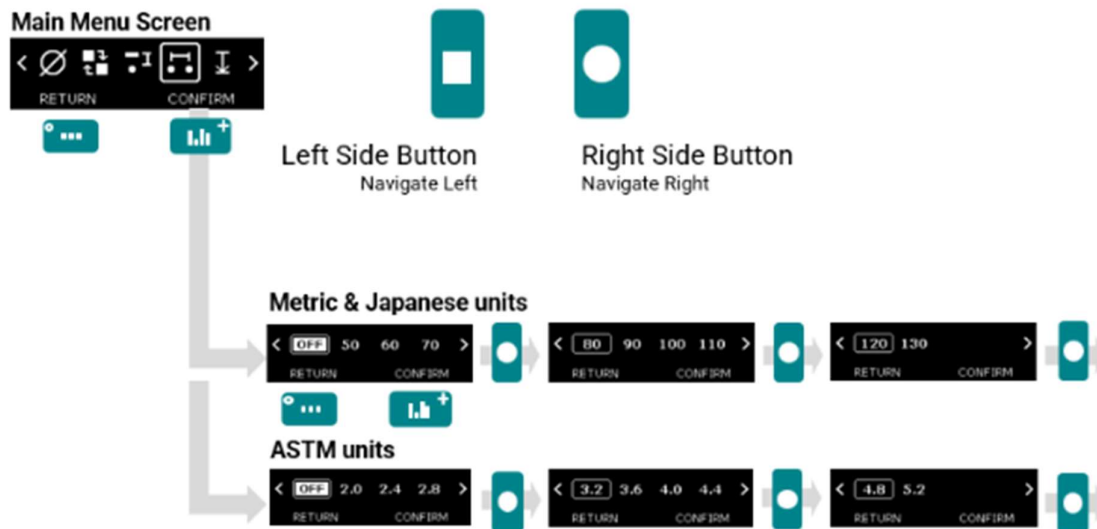 Main Menu Screen
RETURN CONFIRM
Left Side Button
Navigate Left
Right Side Button
Navigate Right
Metric & Japanese units
< OFF 50 60 70 >
RETURN CONFIRM
< 80 90 100 110 >
RETURN CONFIRM
< 120 130 >
RETURN CONFIRM
ASTM units
< OFF 2.0 2.4 2.8 >
RETURN CONFIRM
< 3.2 3.6 4.0 4.4 >
RETURN CONFIRM
< 4.8 5.2 >
RETURN CONFIRM